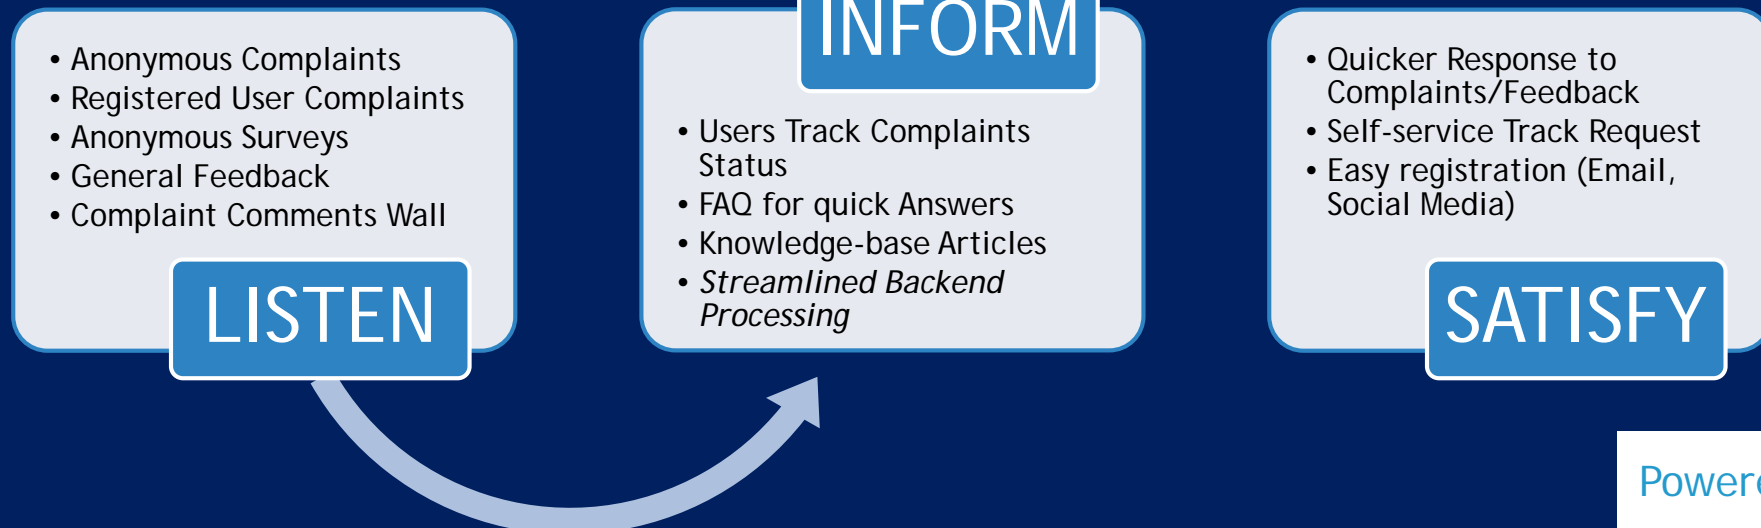 • Anonymous Complaints
• Registered User Complaints
• Anonymous Surveys
• General Feedback
• Complaint Comments Wall
LISTEN
INFORM
• Users Track Complaints
Status
• FAQ for quick Answers
• Knowledge-base Articles
• Streamlined Backend
Processing
• Quicker Response to
Complaints/Feedback
• Self-service Track Request
• Easy registration (Email,
Social Media)
SATISFY